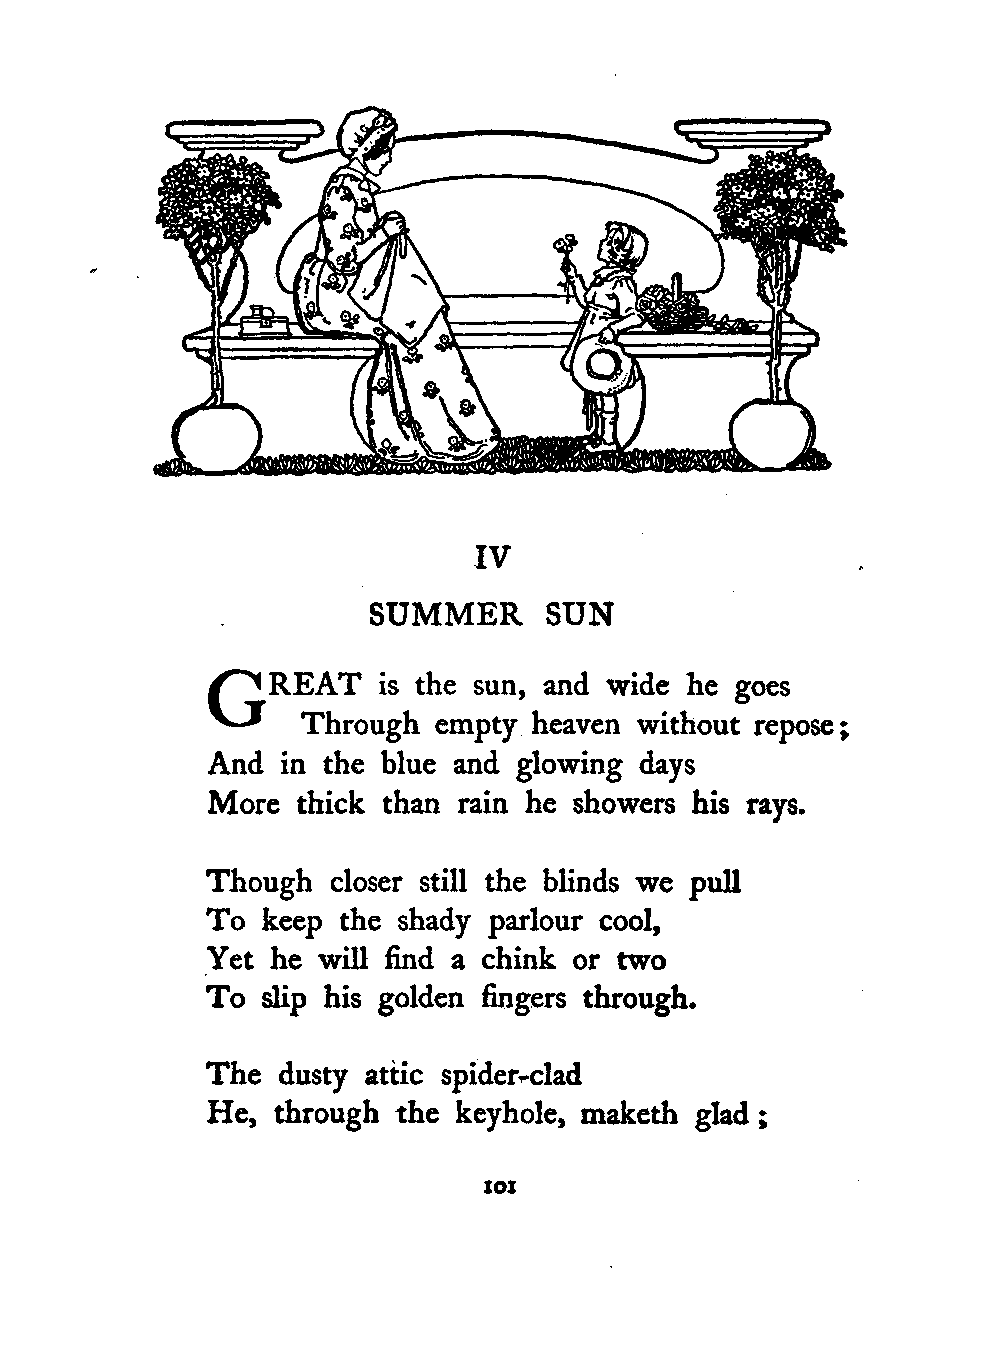 IV
SUMMER SUN
GREAT is the sun, and wide he goes
Through empty heaven without repose;
And in the blue and glowing days
More thick than rain he showers his rays.
Though closer still the blinds we pull
To keep the shady parlour cool,
Yet he will find a chink or two
To slip his golden fingers through.
The dusty attic spider-clad
He, through the keyhole, maketh glad;
101